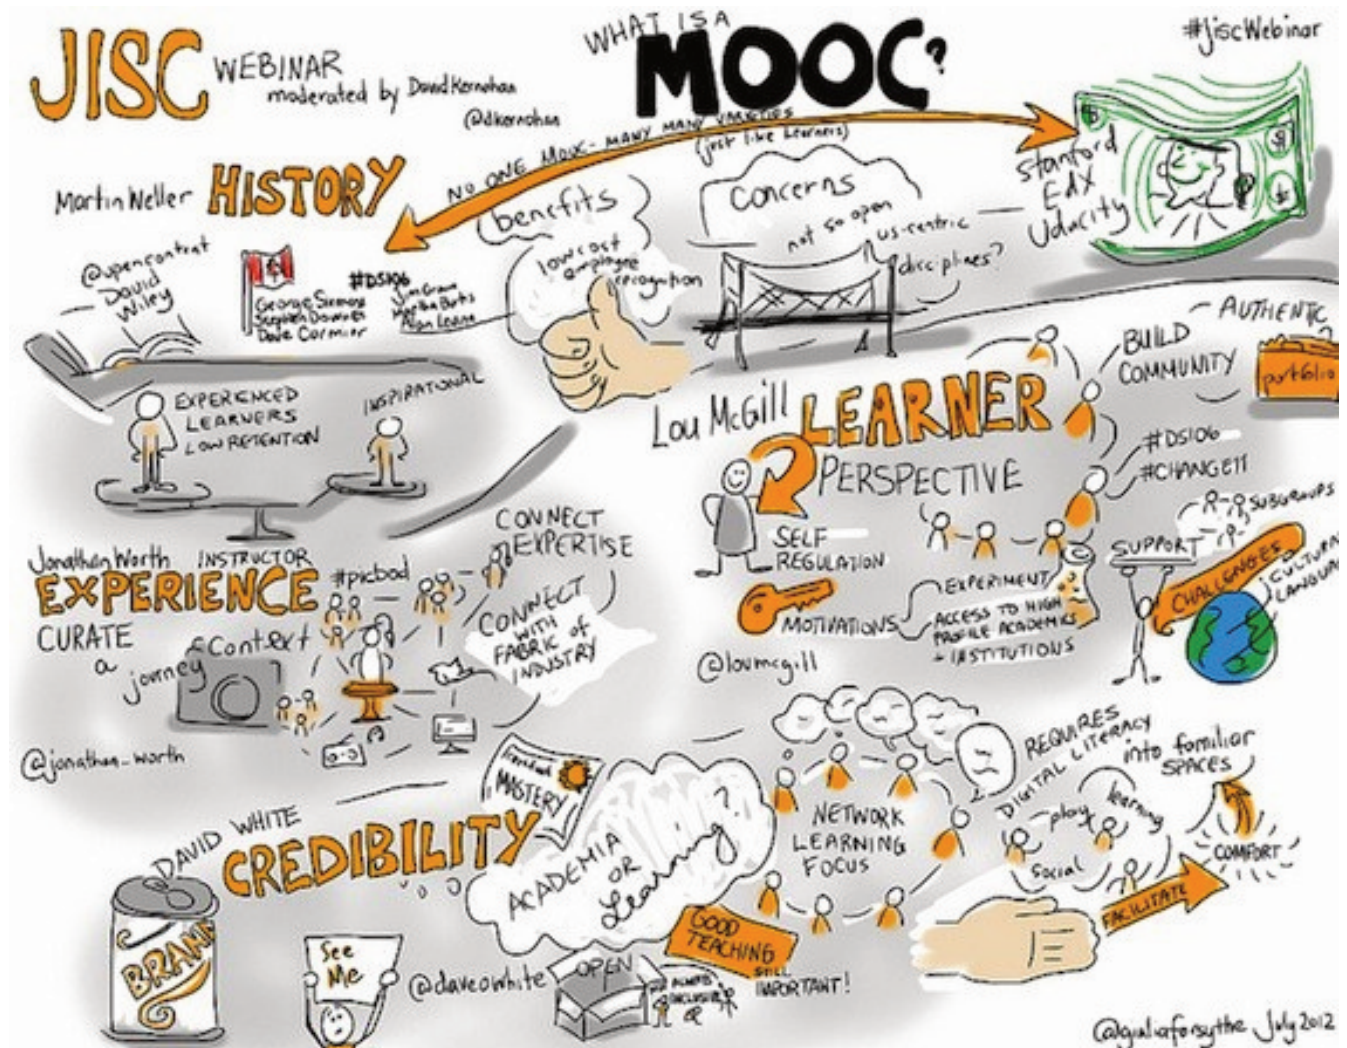 JISC
WEBINAR
moderated by David Kernohan
@dkernohan
WHAT IS A
MOOC?
#jiscWebinar
NO ONE MOOC - MANY MANY VARIETIES
(just like learners)
Martin Weller
HISTORY
@opencontent
David
Wiley
George Siemens
Stephen Downes
Dave Cormier
#DS106
Jim Groom
Martha Burtis
Alan Levine
benefits
low cost
employee
recognition
concerns
not so open
us-centric
disciplines?
Stanford
EdX
Udacity
EXPERIENCED
LEARNERS
LOW RETENTION
INSPIRATIONAL
Lou McGill
LEARNER
PERSPECTIVE
BUILD
COMMUNITY
AUTHENTIC
portfolio
#DS106
#CHANGE11
SELF
REGULATION
MOTIVATIONS
EXPERIMENT
ACCESS TO HIGH
PROFILE ACADEMICS
+ INSTITUTIONS
SUPPORT
SUBGROUPS
CHALLENGES
@loumcgill
Jonathan Worth
INSTRUCTOR
EXPERIENCE
#picbod
CURATE
a
journey
Context
CONNECT
EXPERTISE
CONNECT
WITH
FABRIC of
INDUSTRY
@jonathan_worth
DAVID WHITE
CREDIBILITY
MASTERY
BRAND
See
Me
@daveowhite
ACADEMIA
OR
Learning?
OPEN
ALWAYS
INCLUSIVE
GOOD
TEACHING
STILL
IMPORTANT!
NETWORK
LEARNING
FOCUS
REQUIRES
DIGITAL LITERACY
play
learning
social
into familiar
SPACES
COMFORT
FACILITATE
@giuliaforsythe July 2012